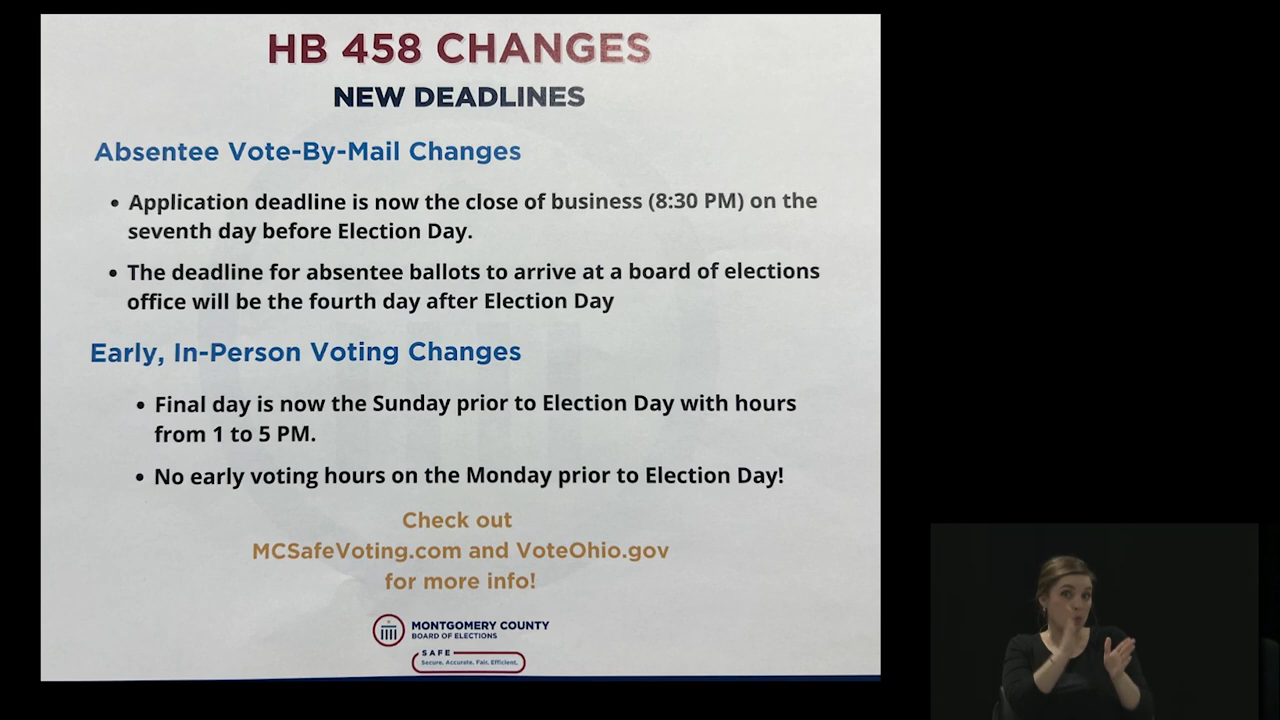 HB 458 CHANGES
NEW DEADLINES
Absentee Vote-By-Mail Changes
• Application deadline is now the close of business (8:30 PM) on the
seventh day before Election Day.
• The deadline for absentee ballots to arrive at a board of elections
office will be the fourth day after Election Day
Early, In-Person Voting Changes
• Final day is now the Sunday prior to Election Day with hours
from 1 to 5 PM.
• No early voting hours on the Monday prior to Election Day!
Check out
MCSafeVoting.com and VoteOhio.gov
for more info!
MONTGOMERY COUNTY
BOARD OF ELECTIONS
SAFE
Secure. Accurate. Fair. Efficient.